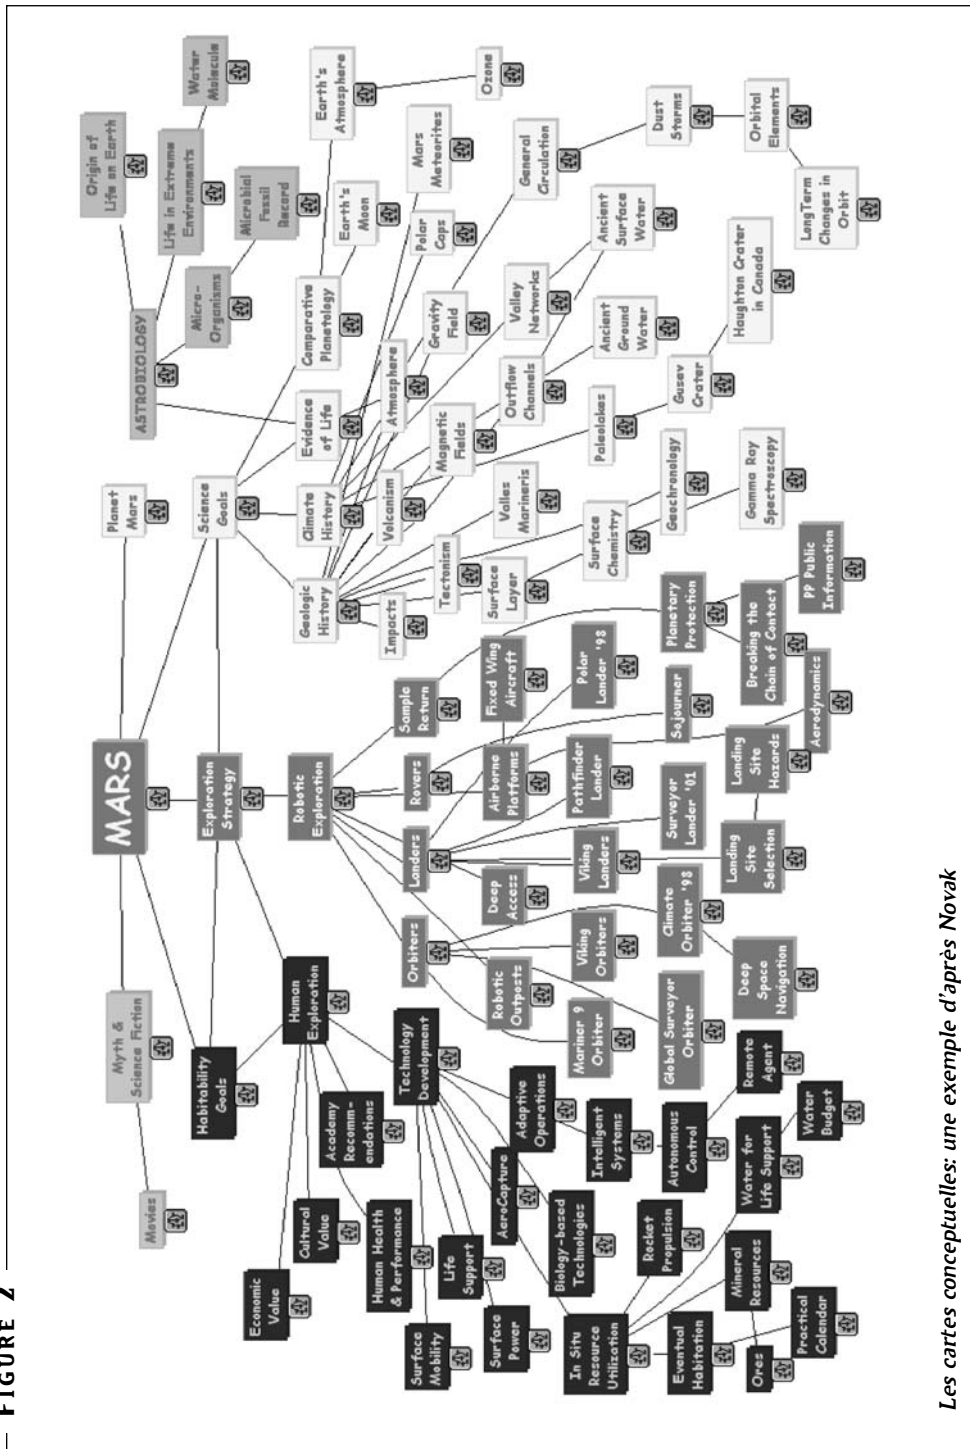 FIGURE 2
MARS
Planet
Mars
Myth &
Science Fiction
Movies
Habitability
Goals
Exploration
Strategy
Science
Goals
ASTROBIOLOGY
Origin of
Life on Earth
Life in Extreme
Environments
Water
Molecule
Micro-
Organisms
Microbial
Fossil
Record
Economic
Value
Cultural
Value
Academy
Recomm-
endations
Human Health
& Performance
Human
Exploration
Robotic
Exploration
Geologic
History
Climate
History
Evidence
of Life
Comparative
Planetology
Earth's
Moon
Earth's
Atmosphere
Ozone
Surface
Mobility
Life
Support
Surface
Power
AeroCapture
Technology
Development
Adaptive
Operations
Biology-based
Technologies
Intelligent
Systems
Autonomous
Control
Remote
Agent
In Situ
Resource
Utilization
Rocket
Propulsion
Water for
Life Support
Water
Budget
Mineral
Resources
Eventual
Habitation
Ores
Practical
Calendar
Orbiters
Robotic
Outposts
Mariner 9
Orbiter
Viking
Orbiters
Global Surveyor
Orbiter
Climate
Orbiter '98
Deep
Space
Navigation
Landers
Deep
Access
Viking
Landers
Pathfinder
Lander
Surveyor
Lander '01
Polar
Lander '98
Landing
Site
Selection
Landing
Site
Hazards
Rovers
Sojourner
Airborne
Platforms
Fixed Wing
Aircraft
Aerodynamics
Sample
Return
Planetary
Protection
Breaking the
Chain of Contact
PP Public
Information
Impacts
Volcanism
Tectonism
Surface
Layer
Valles
Marineris
Surface
Chemistry
Geochronology
Gamma Ray
Spectroscopy
Magnetic
Fields
Gravity
Field
Atmosphere
Polar
Caps
Mars
Meteorites
General
Circulation
Dust
Storms
Orbital
Elements
LongTerm
Changes in
Orbit
Outflow
Channels
Valley
Networks
Ancient
Surface
Water
Ancient
Ground
Water
Paleolakes
Gusev
Crater
Haughton Crater
in Canada
Les cartes conceptuelles: une exemple d'après Novak